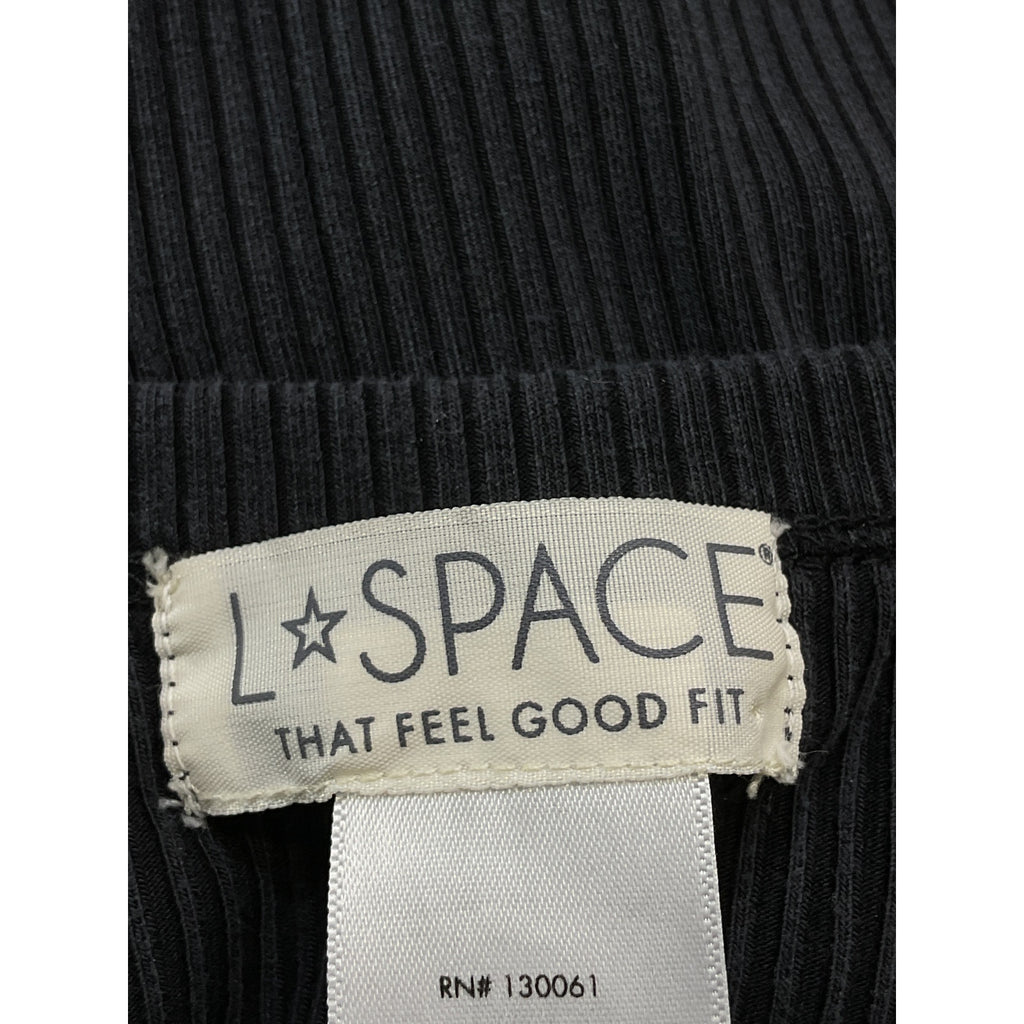 L☆SPACE®
THAT FEEL GOOD FIT
RN# 130061